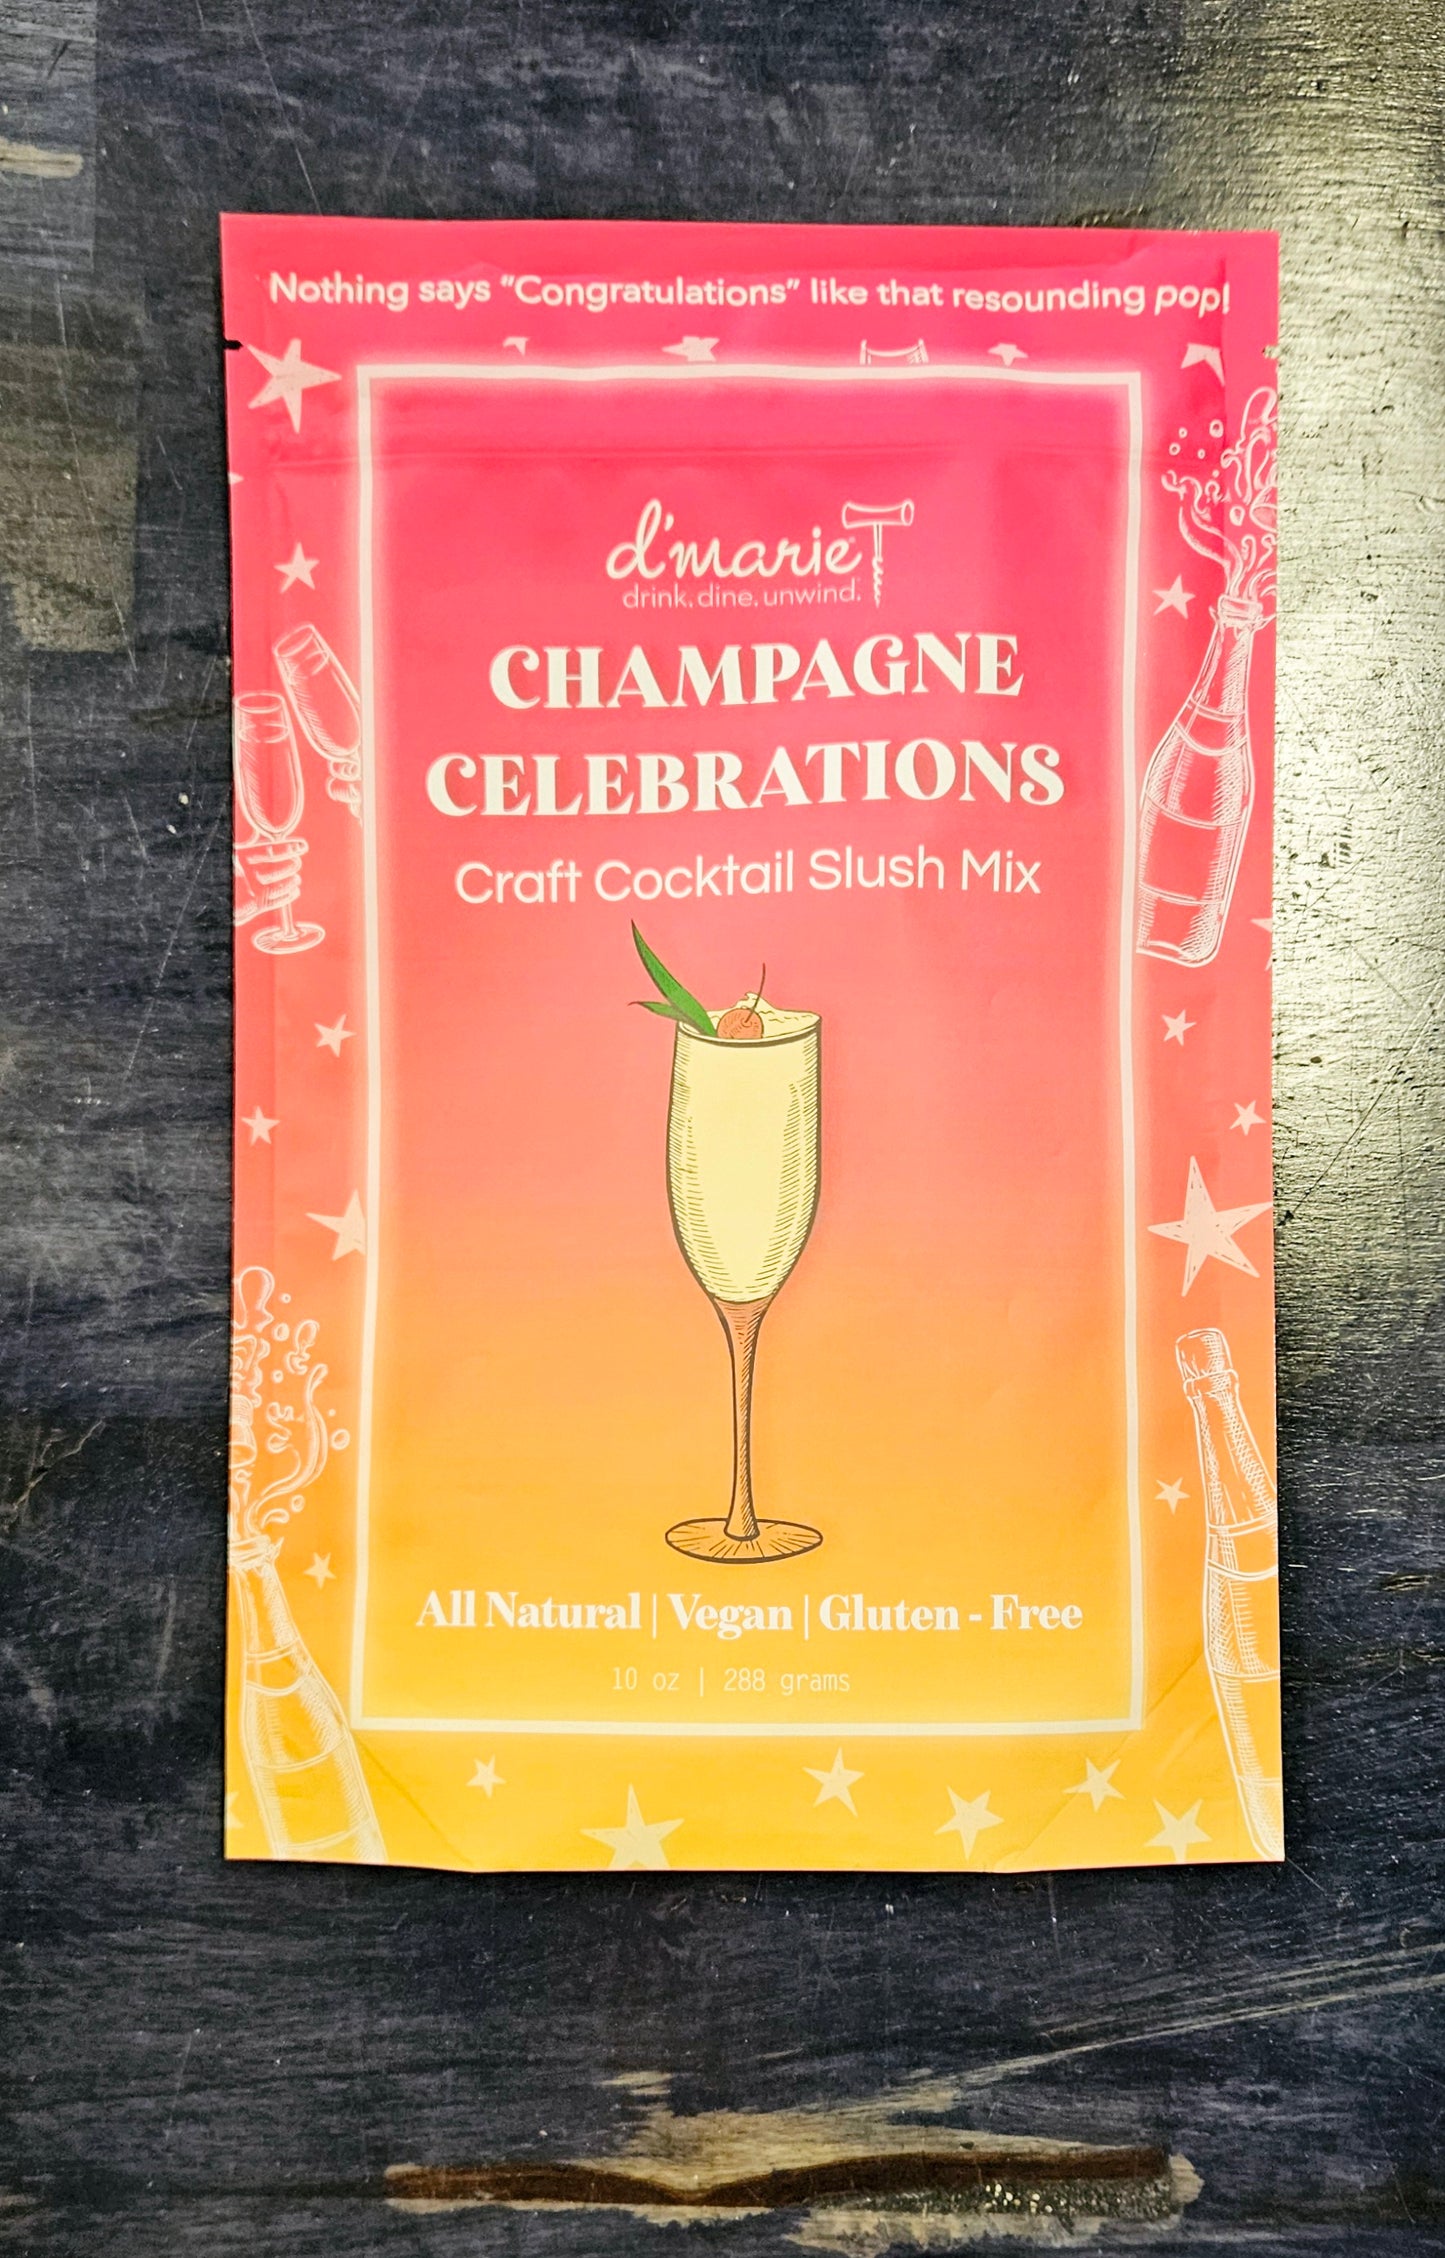 Nothing says "Congratulations" like that resounding pop!
d'marie
drink. dine. unwind.
CHAMPAGNE
CELEBRATIONS
Craft Cocktail Slush Mix
All Natural | Vegan | Gluten - Free
10 oz | 288 grams